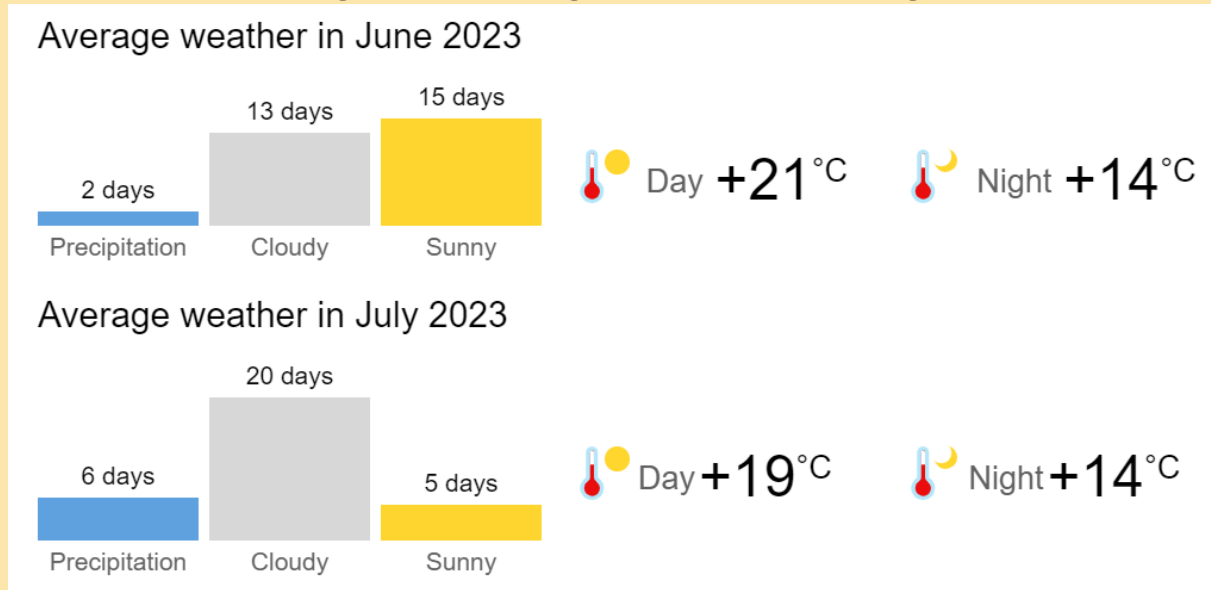 Average weather in June 2023
15 days
13 days
2 days
Precipitation Cloudy Sunny
Day +21°C
Night +14°C
Average weather in July 2023
20 days
6 days
5 days
Precipitation Cloudy Sunny
Day +19°C
Night +14°C